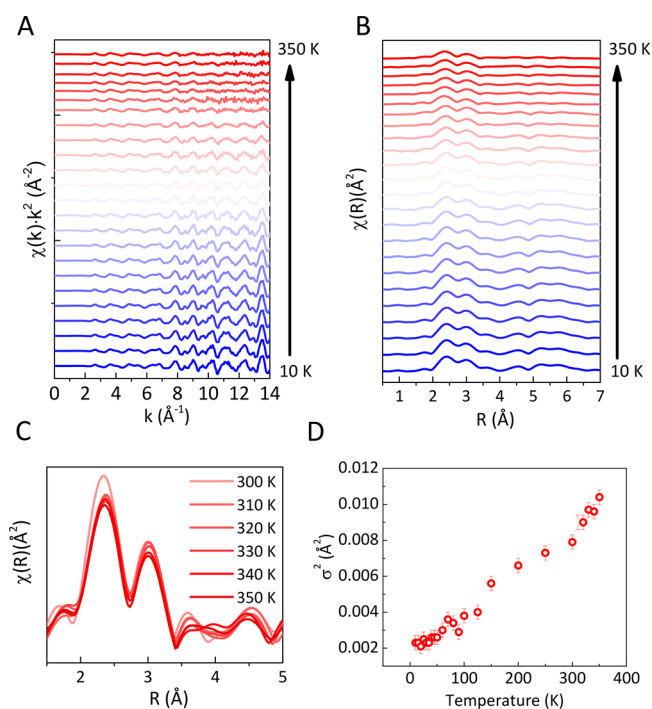 A
350 K
χ(k)·k² (Å⁻²)
10 K
0 2 4 6 8 10 12 14
k (Å⁻¹)
B
350 K
χ(R)(Å²)
10 K
1 2 3 4 5 6 7
R (Å)
C
χ(R)(Å²)
300 K
310 K
320 K
330 K
340 K
350 K
2 3 4 5
R (Å)
D
σ² (Å²)
0.012
0.010
0.008
0.006
0.004
0.002
0 100 200 300 400
Temperature (K)